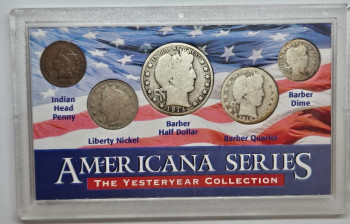 Indian
Head
Penny
Liberty Nickel
Barber
Half Dollar
Barber Quarter
Barber
Dime
AMERICANA SERIES
THE YESTERYEAR COLLECTION